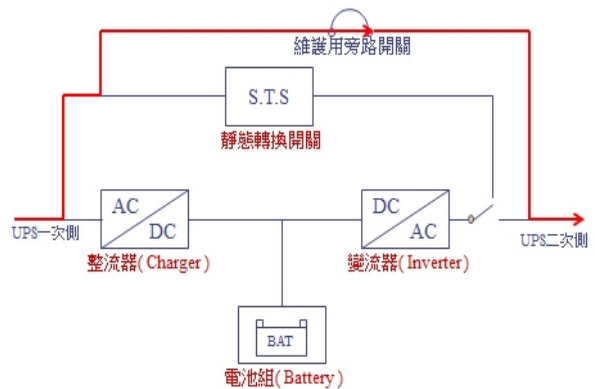 維護用旁路開關
S.T.S
靜態轉換開關
AC
DC
DC
AC
UPS一次側
整流器(Charger)
變流器(Inverter)
UPS二次側
BAT
電池組(Battery)